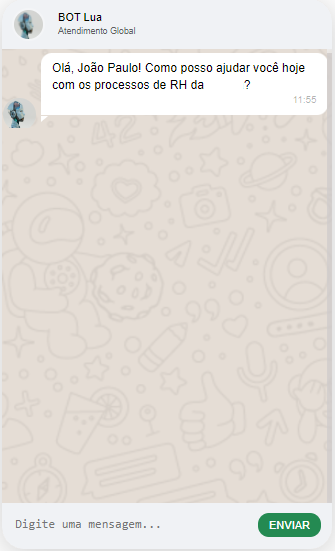 BOT Lua
Atendimento Global
Olá, João Paulo! Como posso ajudar você hoje
com os processos de RH da ?
11:55
Digite uma mensagem...
ENVIAR